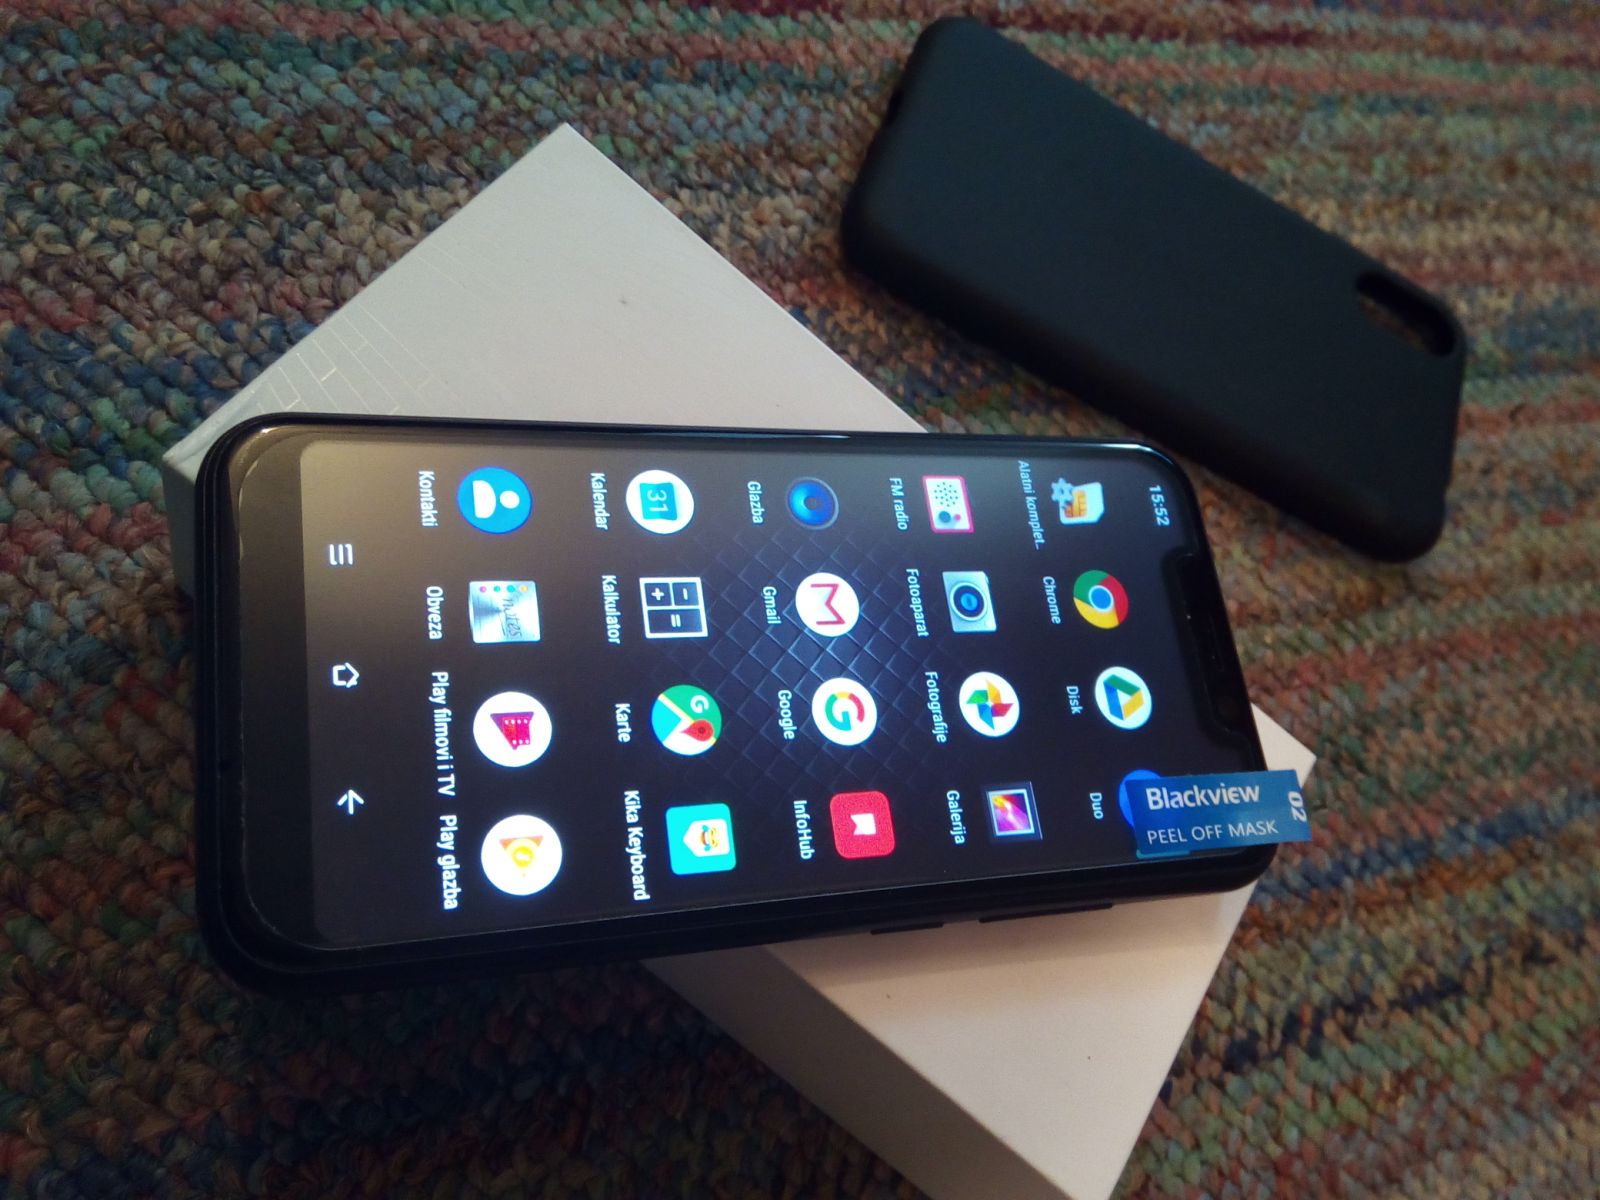 15:52
Alatni komplet...
Chrome
Disk
Duo
FM radio
Fotoaparat
Fotografije
Galerija
Glazba
Gmail
Google
InfoHub
31
Kalendar
Kalkulator
Karte
Kika Keyboard
notes
Kontakti
Obveza
Play filmovi i TV
Play glazba
Blackview
PEEL OFF MASK
02